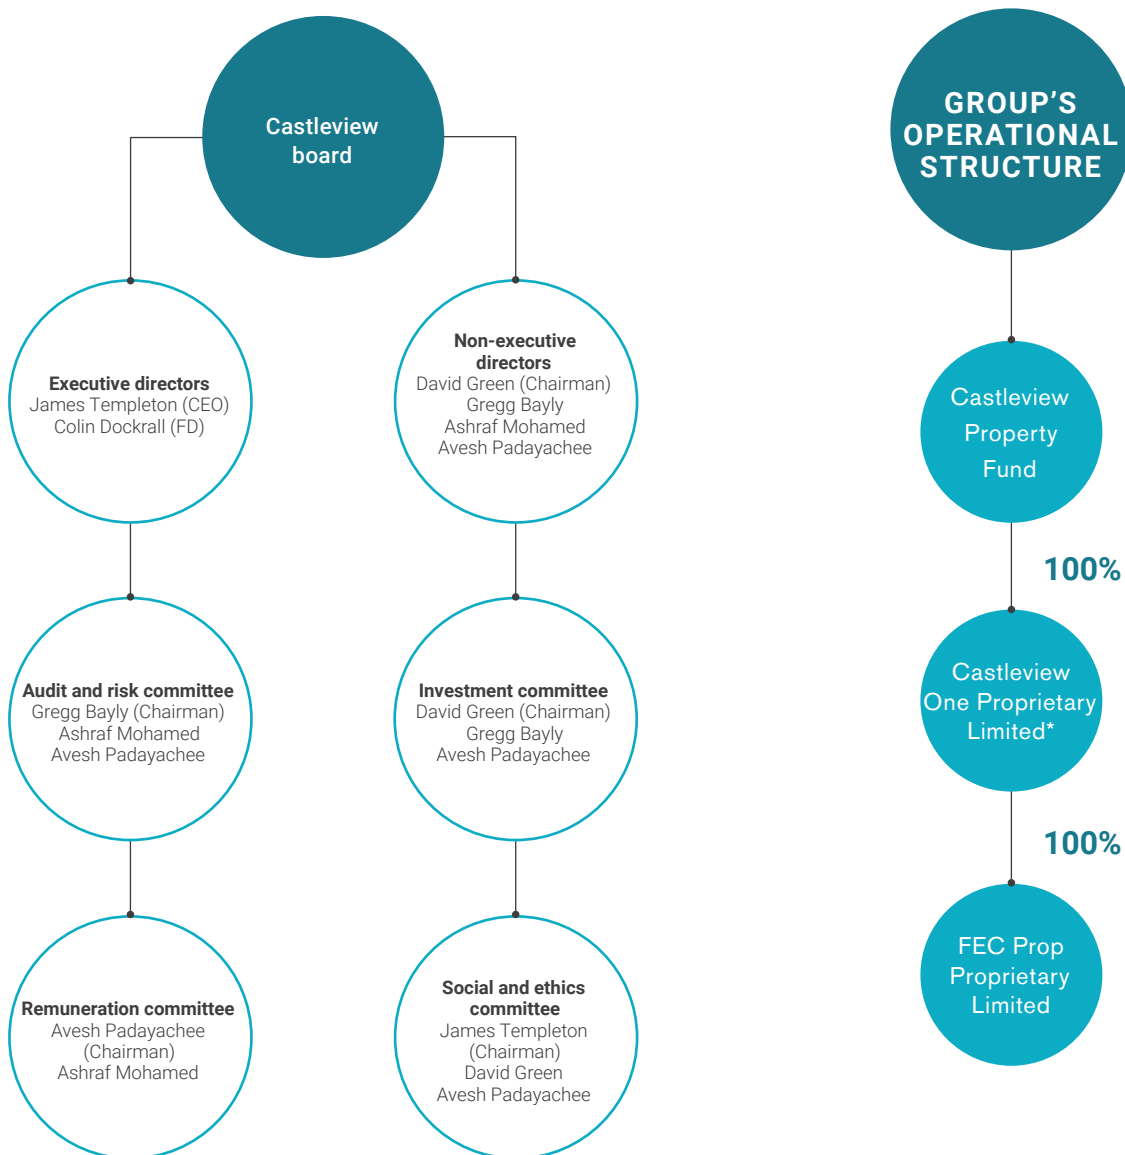 Castleview
board
Executive directors
James Templeton (CEO)
Colin Dockrall (FD)
Non-executive
directors
David Green (Chairman)
Gregg Bayly
Ashraf Mohamed
Avesh Padayachee
Audit and risk committee
Gregg Bayly (Chairman)
Ashraf Mohamed
Avesh Padayachee
Investment committee
David Green (Chairman)
Gregg Bayly
Avesh Padayachee
Remuneration committee
Avesh Padayachee
(Chairman)
Ashraf Mohamed
Social and ethics
committee
James Templeton
(Chairman)
David Green
Avesh Padayachee
GROUP'S
OPERATIONAL
STRUCTURE
Castleview
Property
Fund
100%
Castleview
One Proprietary
Limited*
100%
FEC Prop
Proprietary
Limited